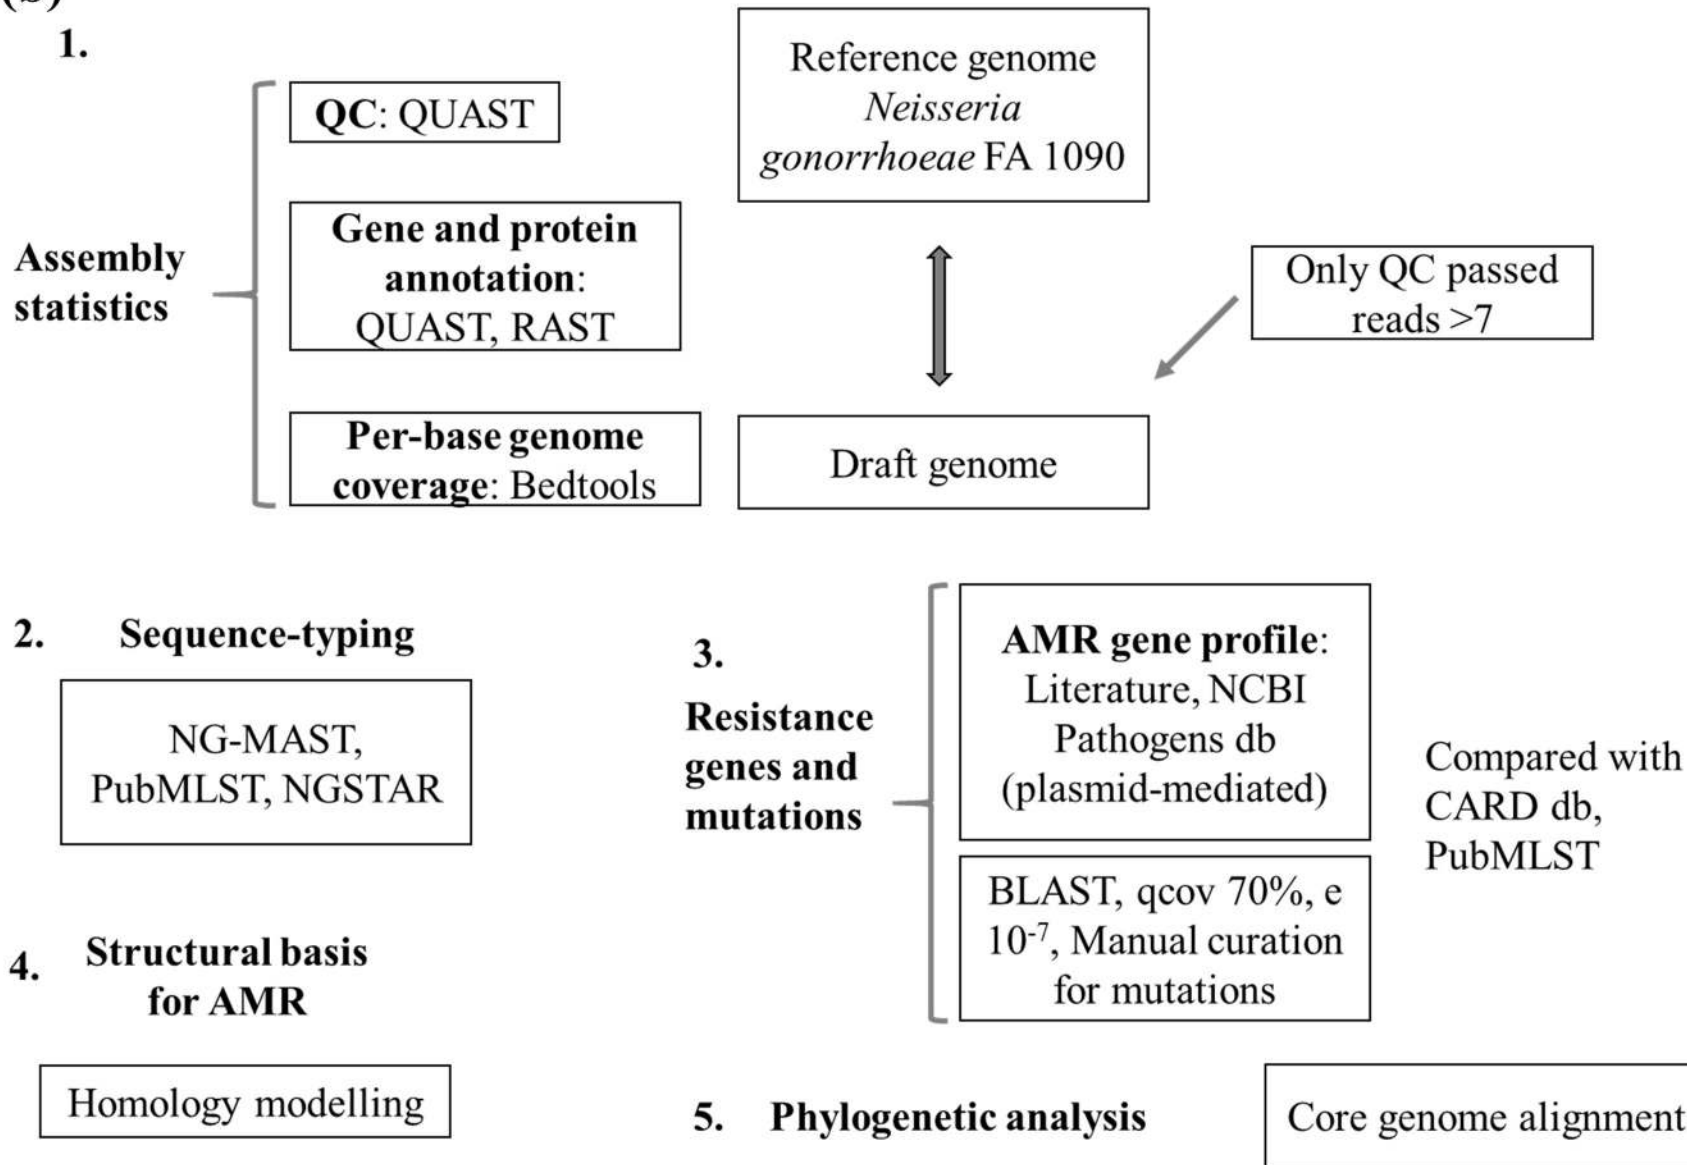 1.
QC: QUAST
Gene and protein
annotation:
QUAST, RAST
Assembly
statistics
Per-base genome
coverage: Bedtools
Reference genome
Neisseria
gonorrhoeae FA 1090
Only QC passed
reads >7
Draft genome
2. Sequence-typing
NG-MAST,
PubMLST, NGSTAR
3.
Resistance
genes and
mutations
AMR gene profile:
Literature, NCBI
Pathogens db
(plasmid-mediated)
BLAST, qcov 70%, e
10⁻⁷, Manual curation
for mutations
Compared with
CARD db,
PubMLST
4. Structural basis
for AMR
Homology modelling
5. Phylogenetic analysis
Core genome alignment